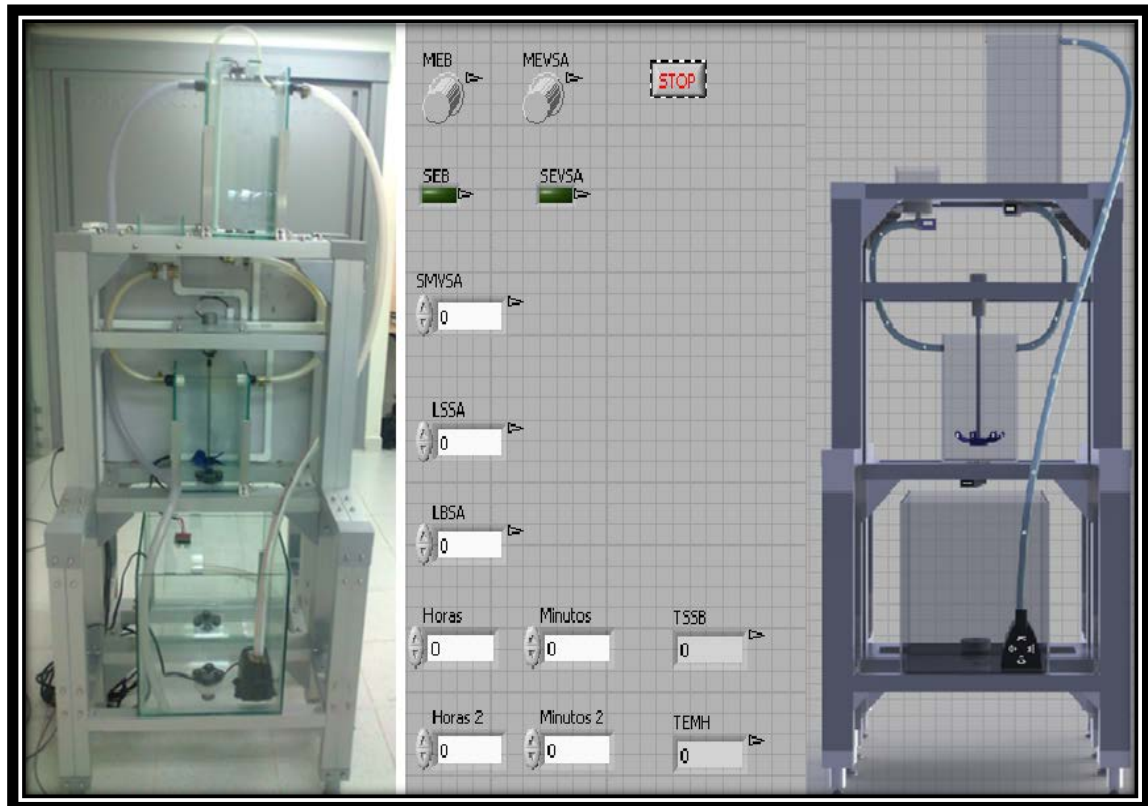 MEB MEVSA STOP
SEB SEVSA
SMVSA
0
LSSA
0
LBSA
0
Horas Minutos TSSB
0 0 0
Horas 2 Minutos 2 TEMH
0 0 0